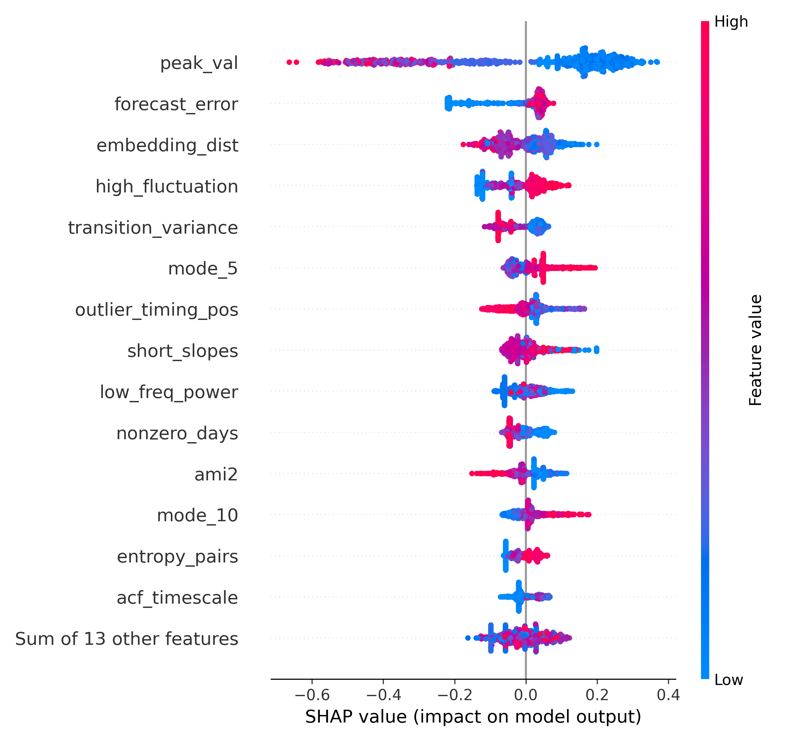 High
peak_val
forecast_error
embedding_dist
high_fluctuation
transition_variance
mode_5
outlier_timing_pos
short_slopes
low_freq_power
nonzero_days
ami2
mode_10
entropy_pairs
acf_timescale
Sum of 13 other features
Feature value
Low
−0.6 −0.4 −0.2 0.0 0.2 0.4
SHAP value (impact on model output)